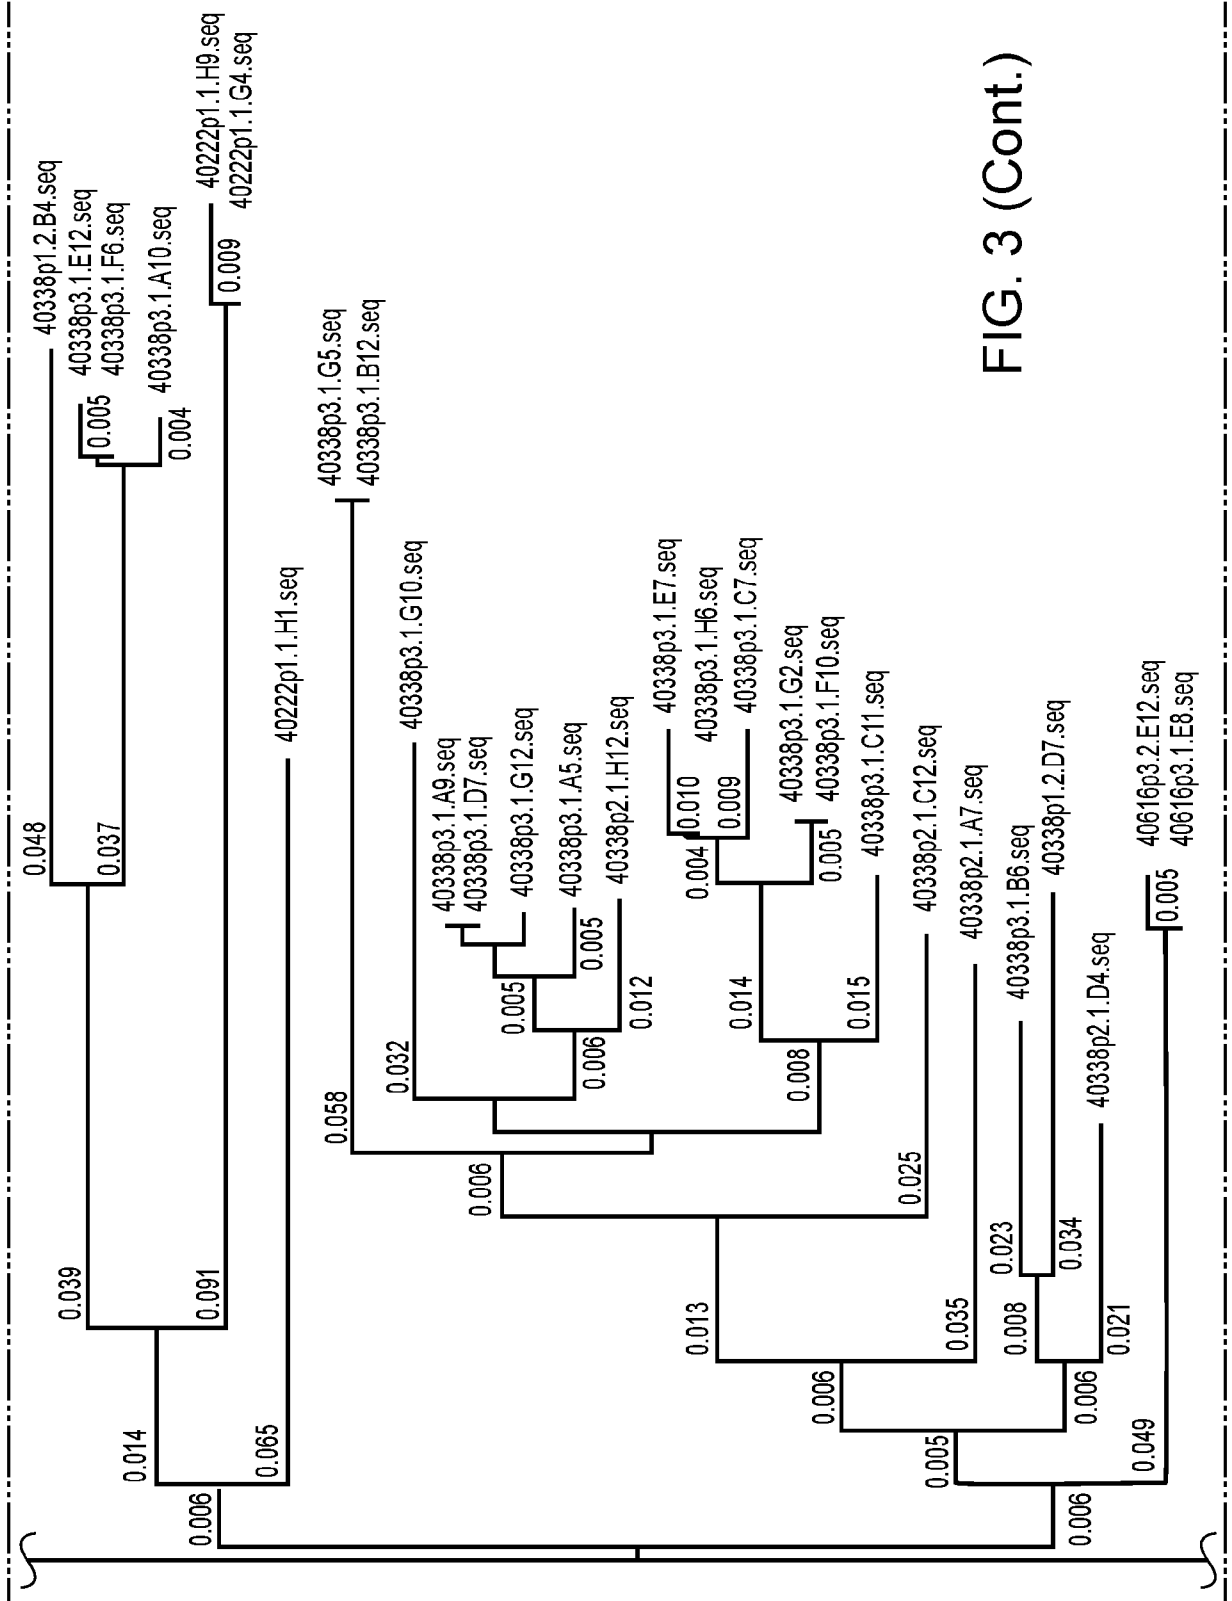 40338p1.2.B4.seq
40338p3.1.E12.seq
40338p3.1.F6.seq
40338p3.1.A10.seq
40222p1.1.H9.seq
40222p1.1.G4.seq
40222p1.1.H1.seq
40338p3.1.G5.seq
40338p3.1.B12.seq
40338p3.1.G10.seq
40338p3.1.A9.seq
40338p3.1.D7.seq
40338p3.1.G12.seq
40338p3.1.A5.seq
40338p2.1.H12.seq
40338p3.1.E7.seq
40338p3.1.H6.seq
40338p3.1.C7.seq
40338p3.1.G2.seq
40338p3.1.F10.seq
40338p3.1.C11.seq
40338p2.1.C12.seq
40338p2.1.A7.seq
40338p3.1.B6.seq
40338p1.2.D7.seq
40338p2.1.D4.seq
40616p3.2.E12.seq
40616p3.1.E8.seq
0.048
0.005
0.037
0.004
0.039
0.009
0.091
0.014
0.065
0.006
0.058
0.032
0.005
0.005
0.006
0.012
0.006
0.010
0.009
0.004
0.005
0.014
0.008
0.015
0.025
0.013
0.035
0.006
0.023
0.034
0.008
0.021
0.006
0.005
0.005
0.049
0.006
FIG. 3 (Cont.)